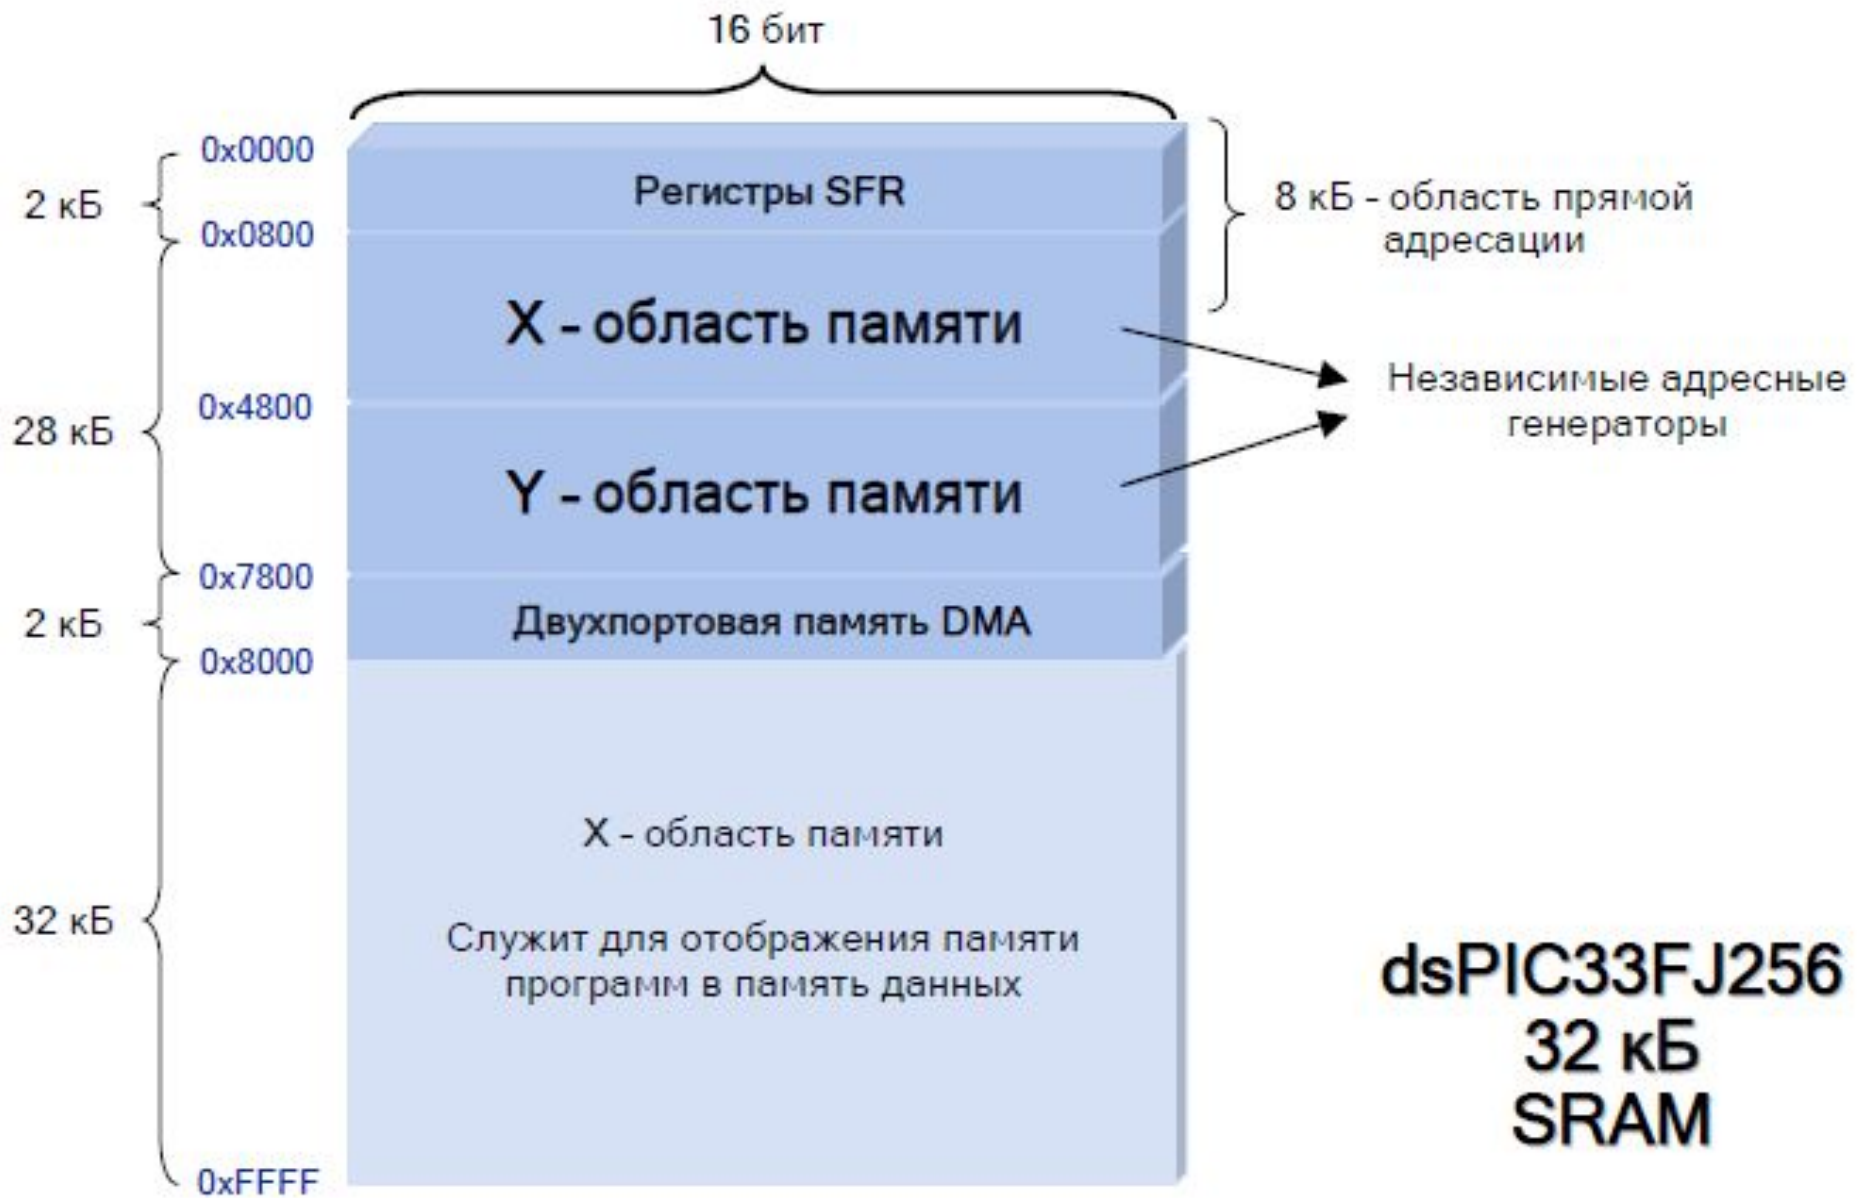 16 бит
0x0000
Регистры SFR
2 кБ
8 кБ - область прямой
адресации
0x0800
X - область памяти
Независимые адресные
генераторы
0x4800
28 кБ
Y - область памяти
0x7800
2 кБ
Двухпортовая память DMA
0x8000
X - область памяти
32 кБ
Служит для отображения памяти
программ в память данных
dsPIC33FJ256
32 кБ
SRAM
0xFFFF